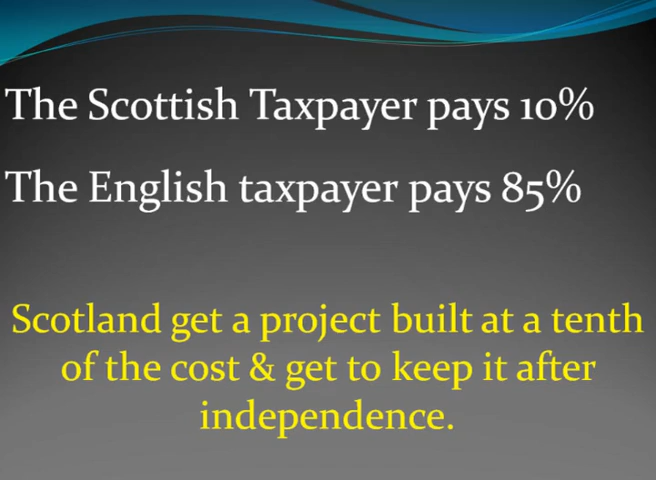 The Scottish Taxpayer pays 10%
The English taxpayer pays 85%
Scotland get a project built at a tenth
of the cost & get to keep it after
independence.